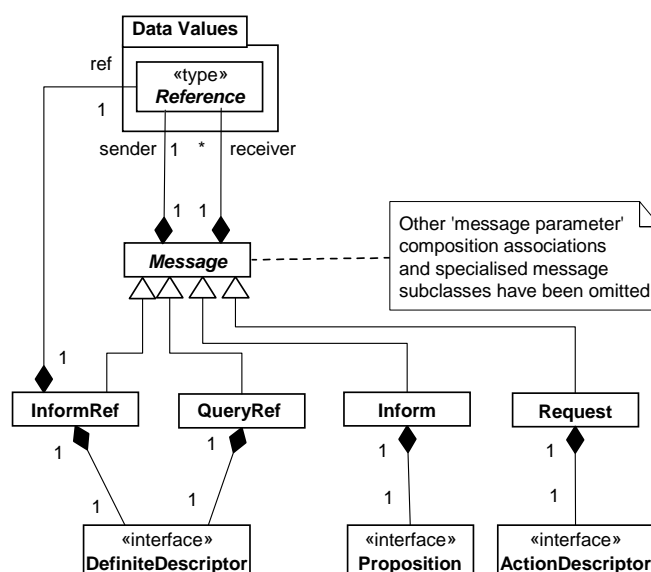 Data Values
ref
«type»
Reference
1
sender 1 * receiver
1 1
Other 'message parameter'
composition associations
and specialised message
subclasses have been omitted
Message
1
InformRef QueryRef Inform Request
1 1 1 1
1 1 1 1
«interface» «interface» «interface»
DefiniteDescriptor Proposition ActionDescriptor